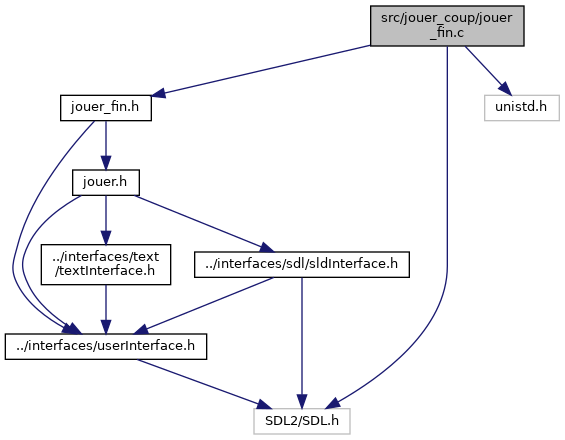 src/jouer_coup/jouer
_fin.c
jouer_fin.h
unistd.h
jouer.h
../interfaces/text
/textInterface.h
../interfaces/sdl/sldInterface.h
../interfaces/userInterface.h
SDL2/SDL.h